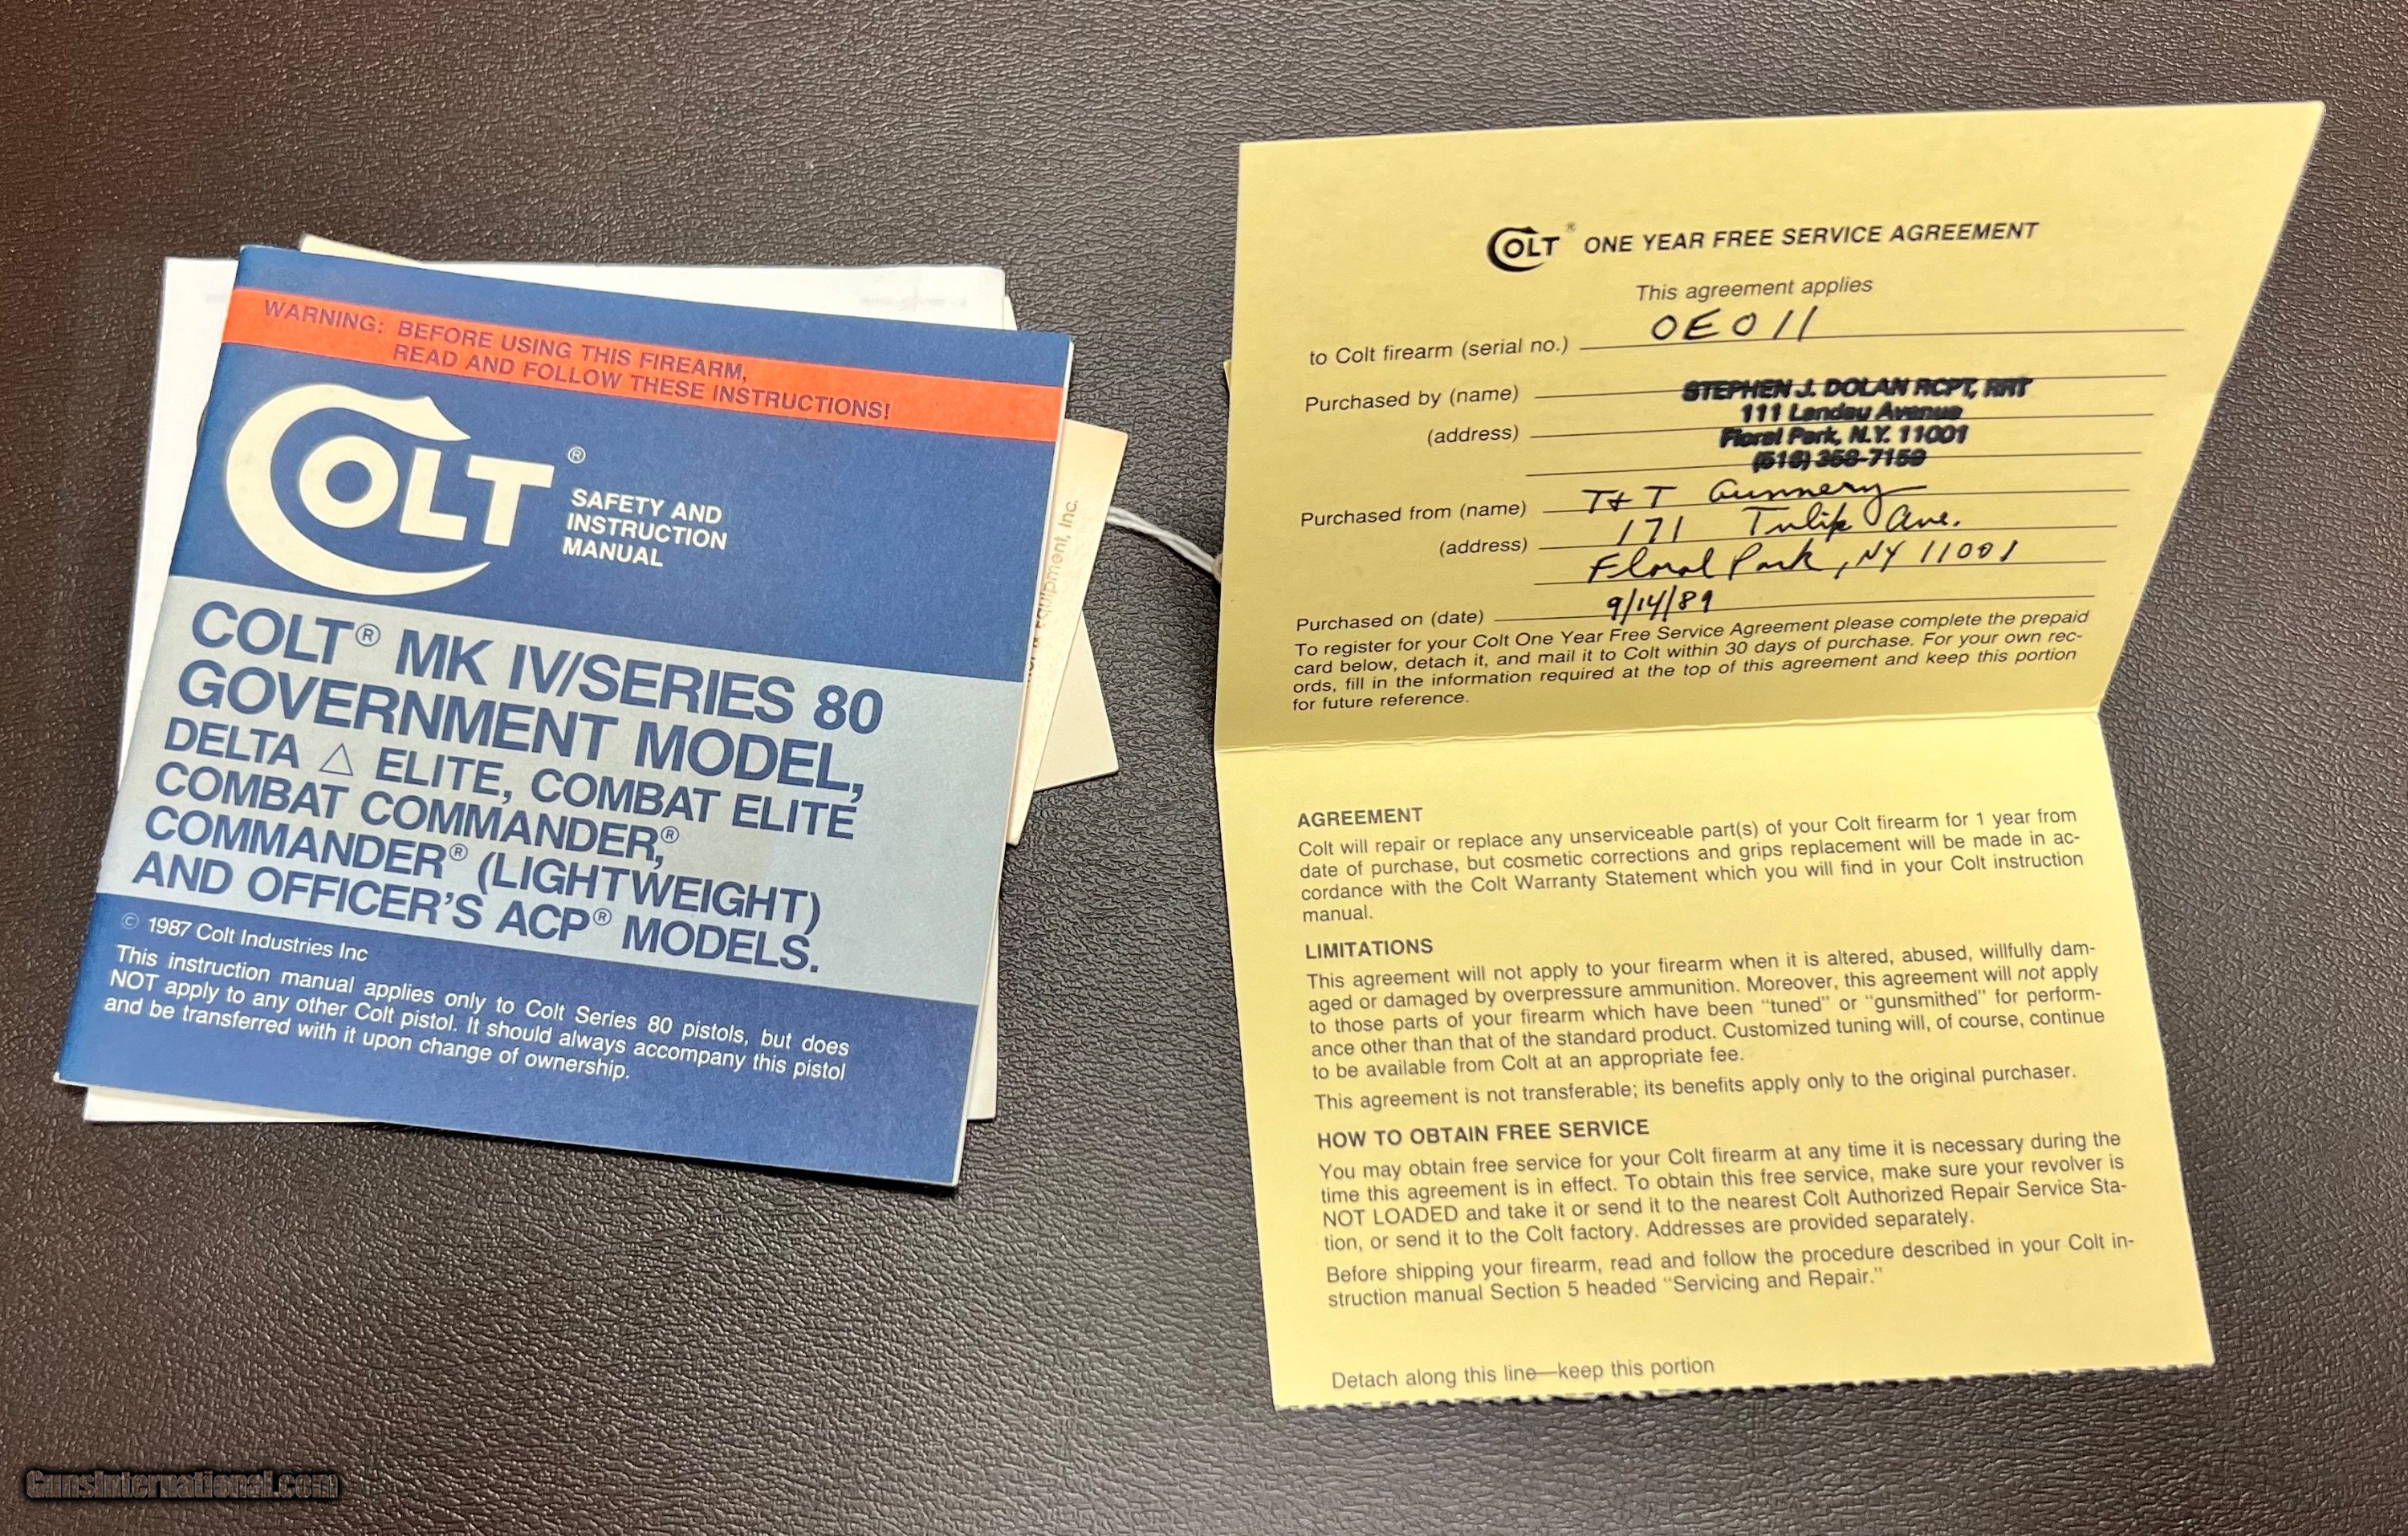 WARNING: BEFORE USING THIS FIREARM,
READ AND FOLLOW THESE INSTRUCTIONS!
COLT®
SAFETY AND
INSTRUCTION
MANUAL
COLT® MK IV/SERIES 80
GOVERNMENT MODEL,
DELTA △ ELITE, COMBAT ELITE
COMBAT COMMANDER,®
COMMANDER® (LIGHTWEIGHT)
AND OFFICER'S ACP® MODELS.
© 1987 Colt Industries Inc
This instruction manual applies only to Colt Series 80 pistols, but does
NOT apply to any other Colt pistol. It should always accompany this pistol
and be transferred with it upon change of ownership.
Equipment, Inc.
COLT® ONE YEAR FREE SERVICE AGREEMENT
This agreement applies
to Colt firearm (serial no.) OE011
Purchased by (name) STEPHEN J. DOLAN RCPT, RRT
(address) 111 Landau Avenue
Floral Park, N.Y. 11001
(516) 358-7159
Purchased from (name) T&T Gunnery
(address) 171 Tulip Ave.
Floral Park, NY 11001
Purchased on (date) 9/14/89
To register for your Colt One Year Free Service Agreement please complete the prepaid
card below, detach it, and mail it to Colt within 30 days of purchase. For your own rec-
ords, fill in the information required at the top of this agreement and keep this portion
for future reference.
AGREEMENT
Colt will repair or replace any unserviceable part(s) of your Colt firearm for 1 year from
date of purchase, but cosmetic corrections and grips replacement will be made in ac-
cordance with the Colt Warranty Statement which you will find in your Colt instruction
manual.
LIMITATIONS
This agreement will not apply to your firearm when it is altered, abused, willfully dam-
aged or damaged by overpressure ammunition. Moreover, this agreement will not apply
to those parts of your firearm which have been "tuned" or "gunsmithed" for perform-
ance other than that of the standard product. Customized tuning will, of course, continue
to be available from Colt at an appropriate fee.
This agreement is not transferable; its benefits apply only to the original purchaser.
HOW TO OBTAIN FREE SERVICE
You may obtain free service for your Colt firearm at any time it is necessary during the
time this agreement is in effect. To obtain this free service, make sure your revolver is
NOT LOADED and take it or send it to the nearest Colt Authorized Repair Service Sta-
tion, or send it to the Colt factory. Addresses are provided separately.
Before shipping your firearm, read and follow the procedure described in your Colt in-
struction manual Section 5 headed "Servicing and Repair."
Detach along this line—keep this portion
GunsInternational.com